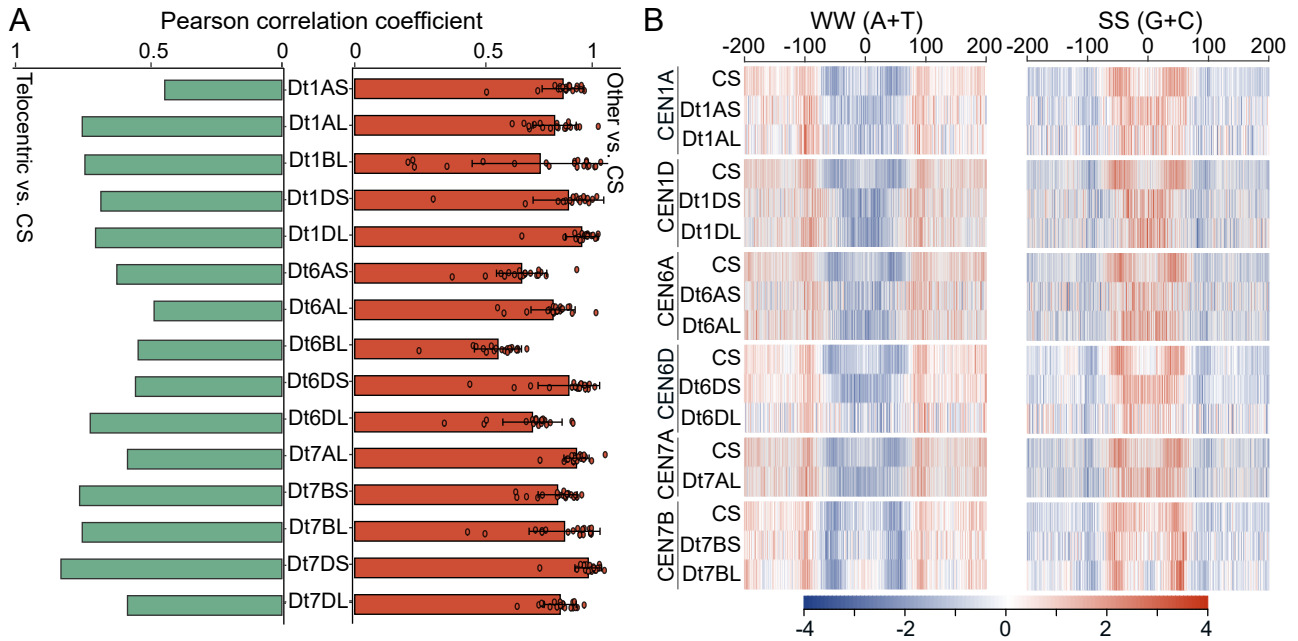 A
Pearson correlation coefficient
1 0.5 0 0 0.5 1
Telocentric vs. CS
Other vs. CS
Dt1AS
Dt1AL
Dt1BL
Dt1DS
Dt1DL
Dt6AS
Dt6AL
Dt6BL
Dt6DS
Dt6DL
Dt7AL
Dt7BS
Dt7BL
Dt7DS
Dt7DL
B
WW (A+T) SS (G+C)
-200 -100 0 100 200 -200 -100 0 100 200
CEN1A
CS
Dt1AS
Dt1AL
CEN1D
CS
Dt1DS
Dt1DL
CEN6A
CS
Dt6AS
Dt6AL
CEN6D
CS
Dt6DS
Dt6DL
CEN7A
CS
Dt7AL
CEN7B
CS
Dt7BS
Dt7BL
-4 -2 0 2 4